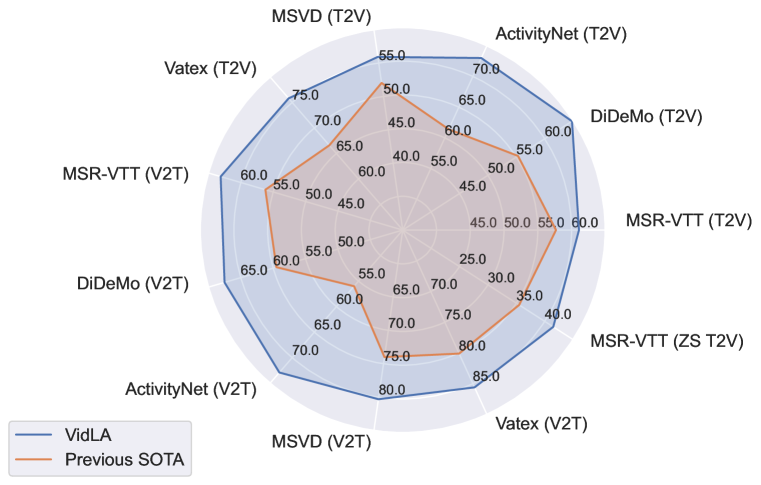 MSVD (T2V)
ActivityNet (T2V)
Vatex (T2V)
DiDeMo (T2V)
MSR-VTT (V2T)
MSR-VTT (T2V)
DiDeMo (V2T)
MSR-VTT (ZS T2V)
ActivityNet (V2T)
Vatex (V2T)
MSVD (V2T)
45.0 50.0 55.0 60.0
45.0 50.0 55.0 60.0
55.0 60.0 65.0 70.0
40.0 45.0 50.0 55.0
60.0 65.0 70.0 75.0
45.0 50.0 55.0 60.0
50.0 55.0 60.0 65.0
55.0 60.0 65.0 70.0
65.0 70.0 75.0 80.0
70.0 75.0 80.0 85.0
25.0 30.0 35.0 40.0
VidLA
Previous SOTA